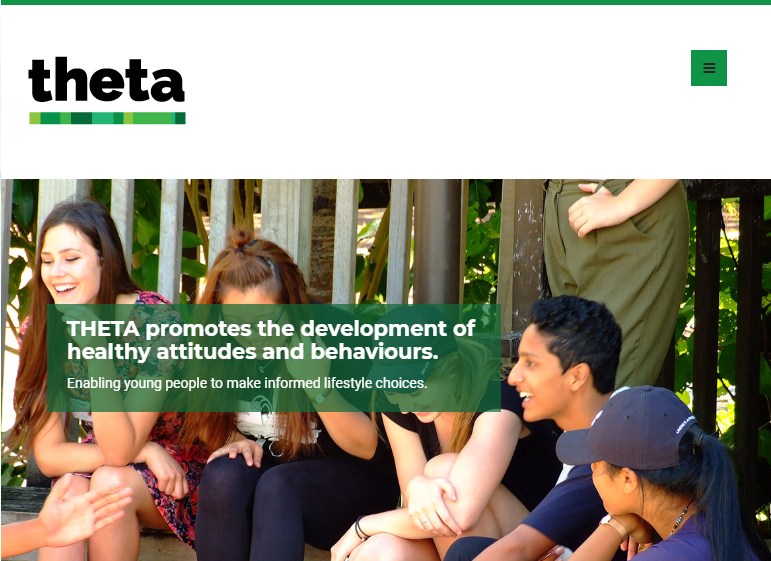 theta
THETA promotes the development of
healthy attitudes and behaviours.
Enabling young people to make informed lifestyle choices.